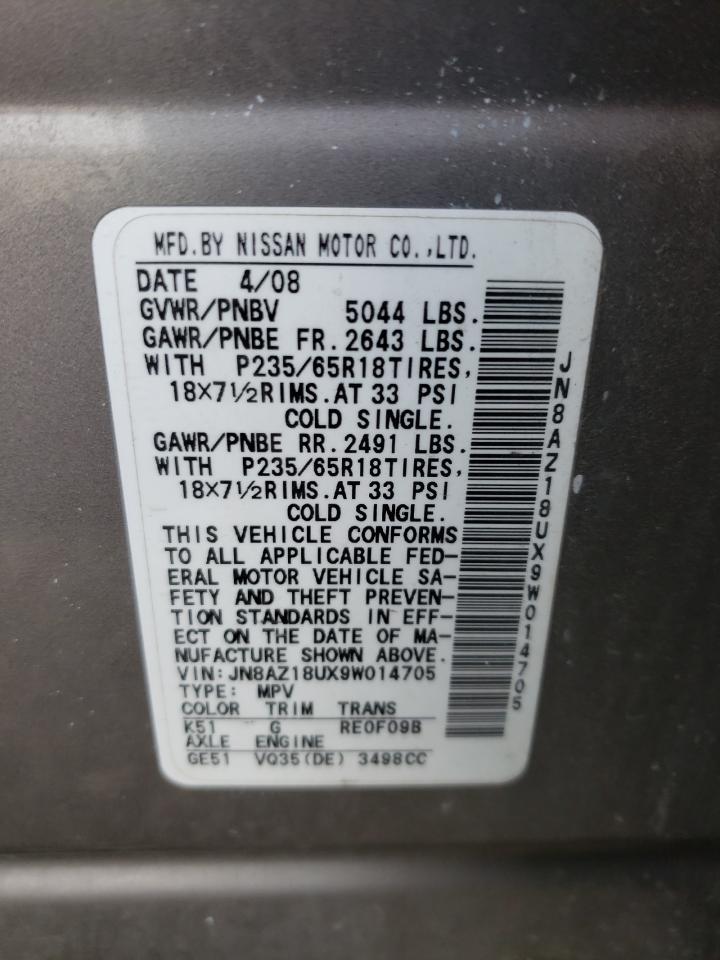 MFD.BY NISSAN MOTOR CO.,LTD.
DATE 4/08
GVWR/PNBV 5044 LBS.
GAWR/PNBE FR.2643 LBS.
WITH P235/65R18TIRES,
18×7½RIMS.AT 33 PSI
COLD SINGLE.
GAWR/PNBE RR.2491 LBS.
WITH P235/65R18TIRES,
18×7½RIMS.AT 33 PSI
COLD SINGLE.
THIS VEHICLE CONFORMS
TO ALL APPLICABLE FED-
ERAL MOTOR VEHICLE SA-
FETY AND THEFT PREVEN-
TION STANDARDS IN EFF-
ECT ON THE DATE OF MA-
NUFACTURE SHOWN ABOVE.
VIN:JN8AZ18UX9W014705
TYPE: MPV
COLOR TRIM TRANS
K51 G RE0F09B
AXLE ENGINE
GE51 VQ35(DE) 3498CC
JN8AZ18UX9W014705